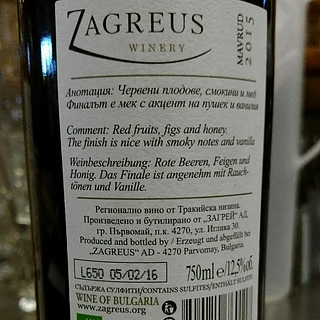 ZAGREUS
WINERY
MAVRUD
2015
Анотация: Червени плодове, смокини и мед
Финалът е мек с акцент на пушек и ванилия
Comment: Red fruits, figs and honey.
The finish is nice with smoky notes and vanilla
Weinbeschreibung: Rote Beeren, Feigen und
Honig. Das Finale ist angenehm mit Rauch-
tönen und Vanille.
Регионално вино от Тракийска низина.
Произведено и бутилирано от „ЗАГРЕЙ" АД,
гр. Първомай, п.к. 4270, ул. Иглика 30.
Produced and bottled by / Erzeugt und abgefüllt bei
„ZAGREUS" AD - 4270 Parvomay, Bulgaria.
L650 05/02/16
750ml e/12,5%об.
СЪДЪРЖА СУЛФИТИ/CONTAINS SULFITES/ENTHÄLT SULFITE
WINE OF BULGARIA
www.zagreus.org